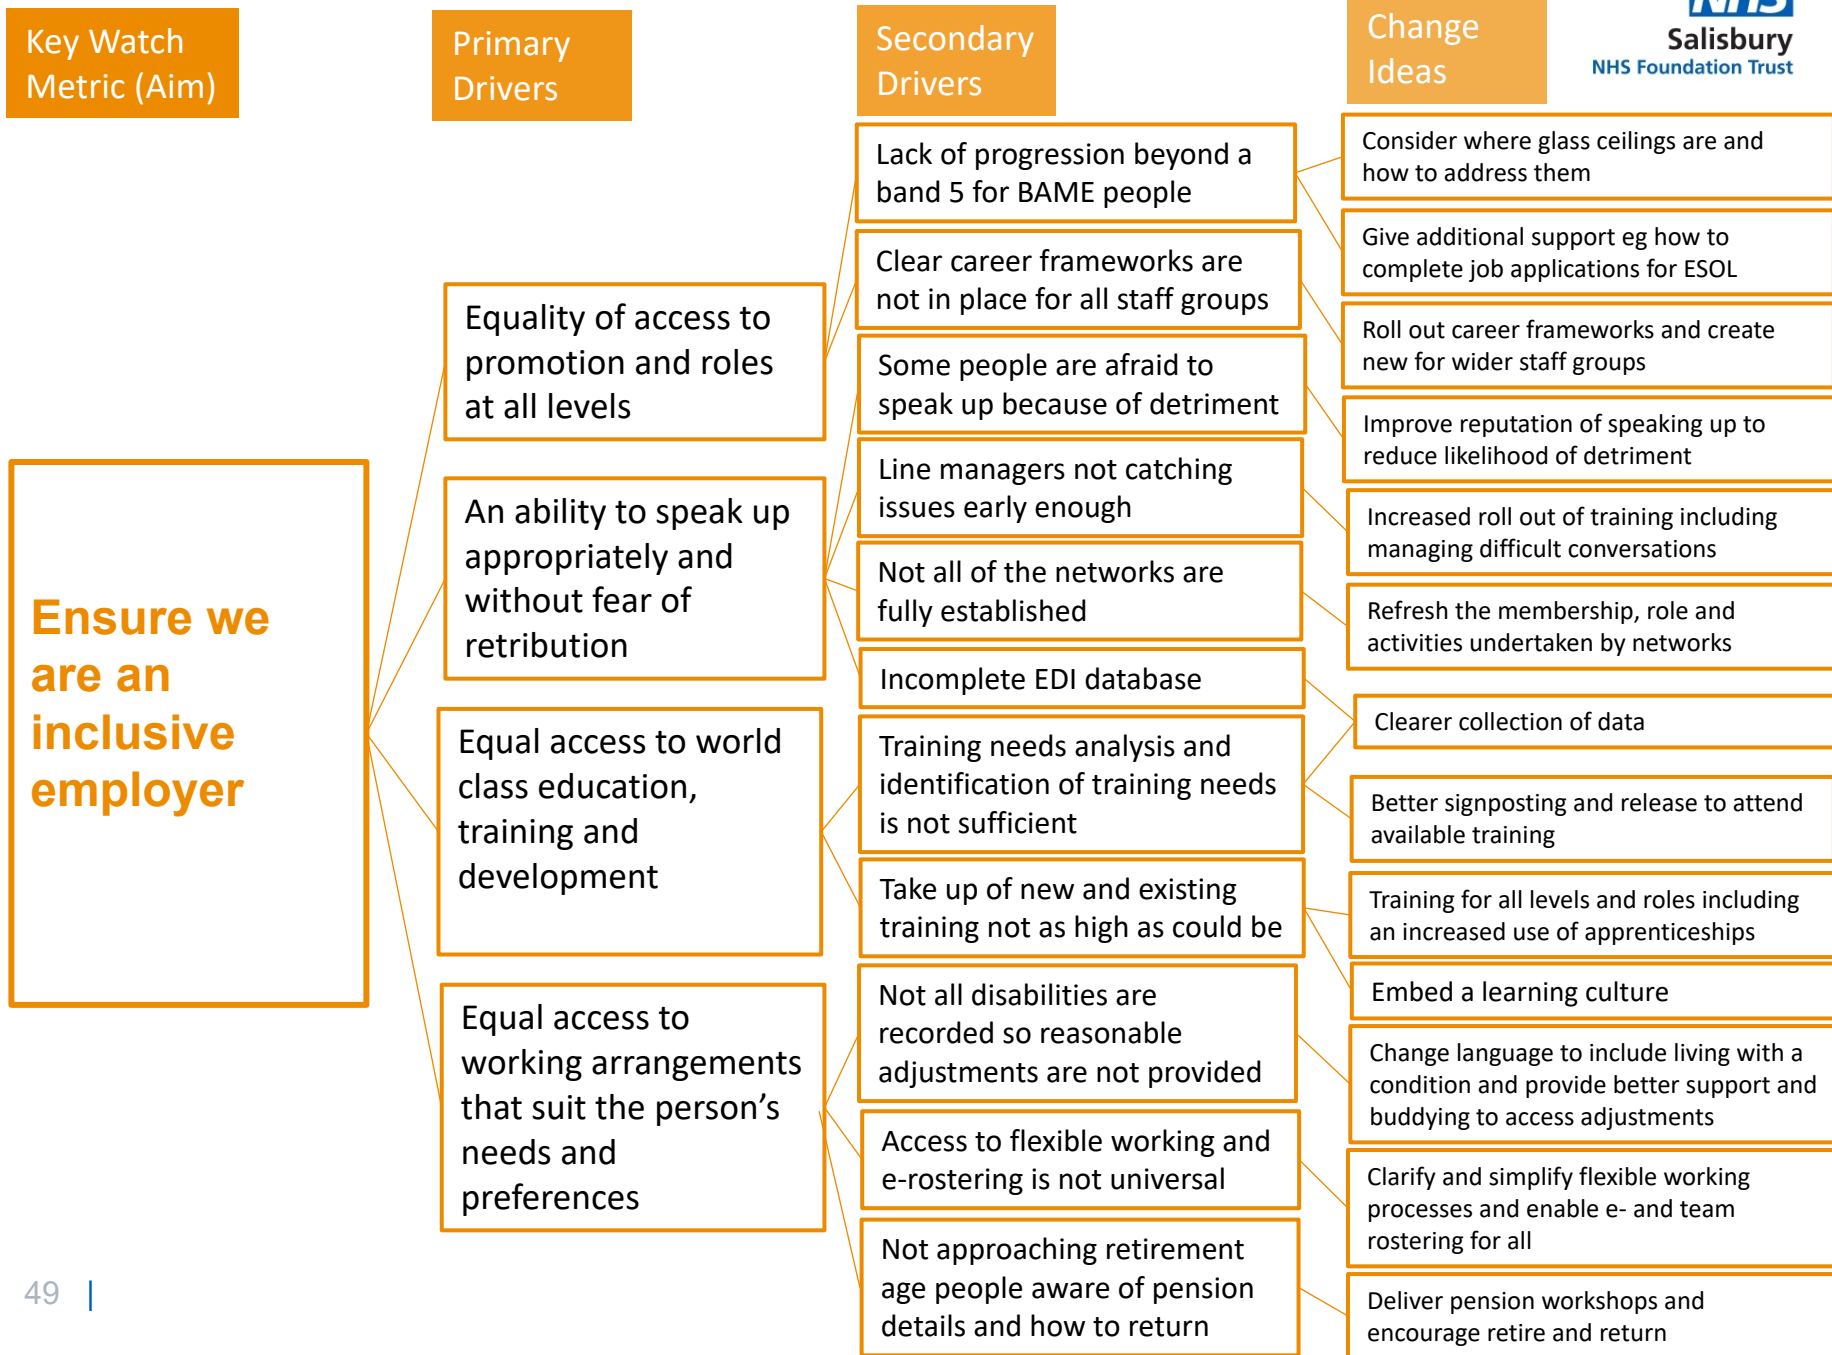 Key Watch
Metric (Aim)
Primary
Drivers
Secondary
Drivers
Change
Ideas
NHS
Salisbury
NHS Foundation Trust
Ensure we
are an
inclusive
employer
Equality of access to
promotion and roles
at all levels
An ability to speak up
appropriately and
without fear of
retribution
Equal access to world
class education,
training and
development
Equal access to
working arrangements
that suit the person’s
needs and
preferences
Lack of progression beyond a
band 5 for BAME people
Clear career frameworks are
not in place for all staff groups
Some people are afraid to
speak up because of detriment
Line managers not catching
issues early enough
Not all of the networks are
fully established
Incomplete EDI database
Training needs analysis and
identification of training needs
is not sufficient
Take up of new and existing
training not as high as could be
Not all disabilities are
recorded so reasonable
adjustments are not provided
Access to flexible working and
e-rostering is not universal
Not approaching retirement
age people aware of pension
details and how to return
Consider where glass ceilings are and
how to address them
Give additional support eg how to
complete job applications for ESOL
Roll out career frameworks and create
new for wider staff groups
Improve reputation of speaking up to
reduce likelihood of detriment
Increased roll out of training including
managing difficult conversations
Refresh the membership, role and
activities undertaken by networks
Clearer collection of data
Better signposting and release to attend
available training
Training for all levels and roles including
an increased use of apprenticeships
Embed a learning culture
Change language to include living with a
condition and provide better support and
buddying to access adjustments
Clarify and simplify flexible working
processes and enable e- and team
rostering for all
Deliver pension workshops and
encourage retire and return
49 |